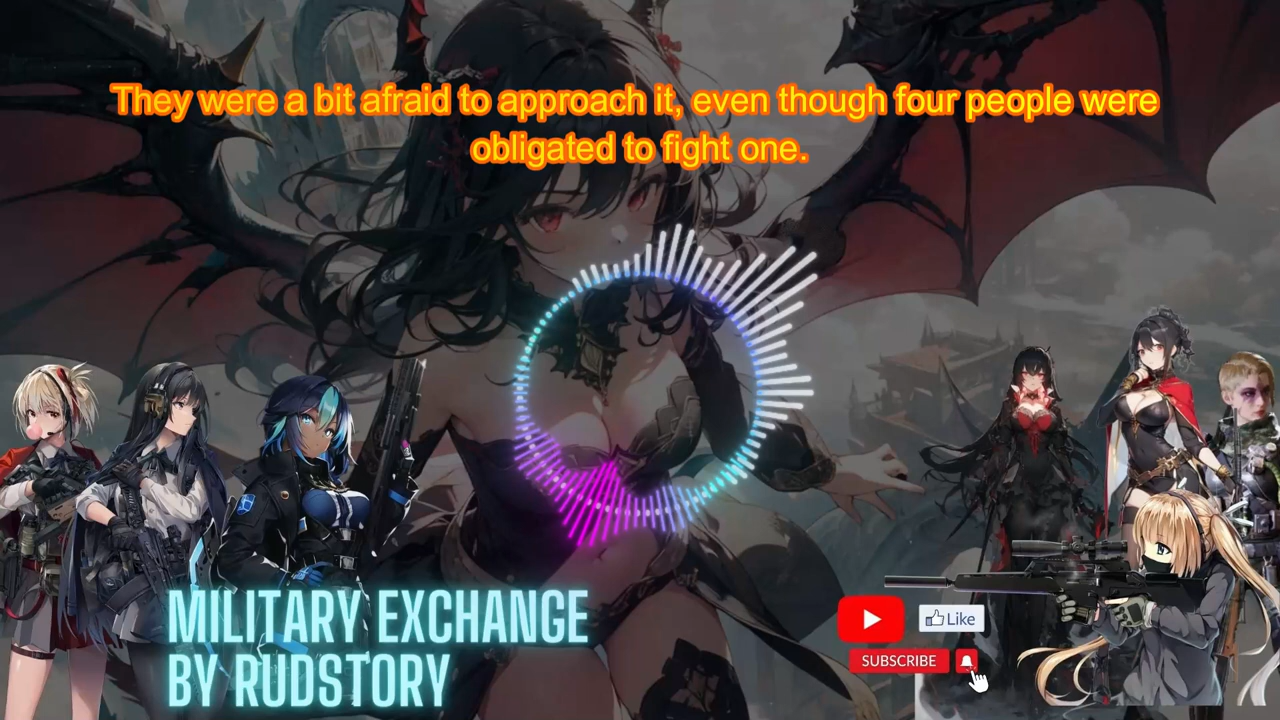 They were a bit afraid to approach it, even though four people were
obligated to fight one.
MILITARY EXCHANGE
BY RUDSTORY
Like
SUBSCRIBE